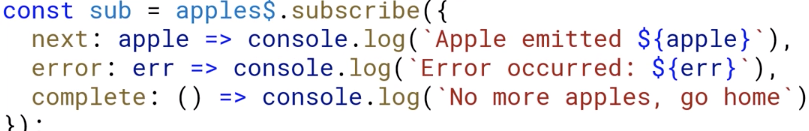 const sub = apples$.subscribe({
next: apple => console.log(`Apple emitted ${apple}`),
error: err => console.log(`Error occurred: ${err}`),
complete: () => console.log(`No more apples, go home`)
});